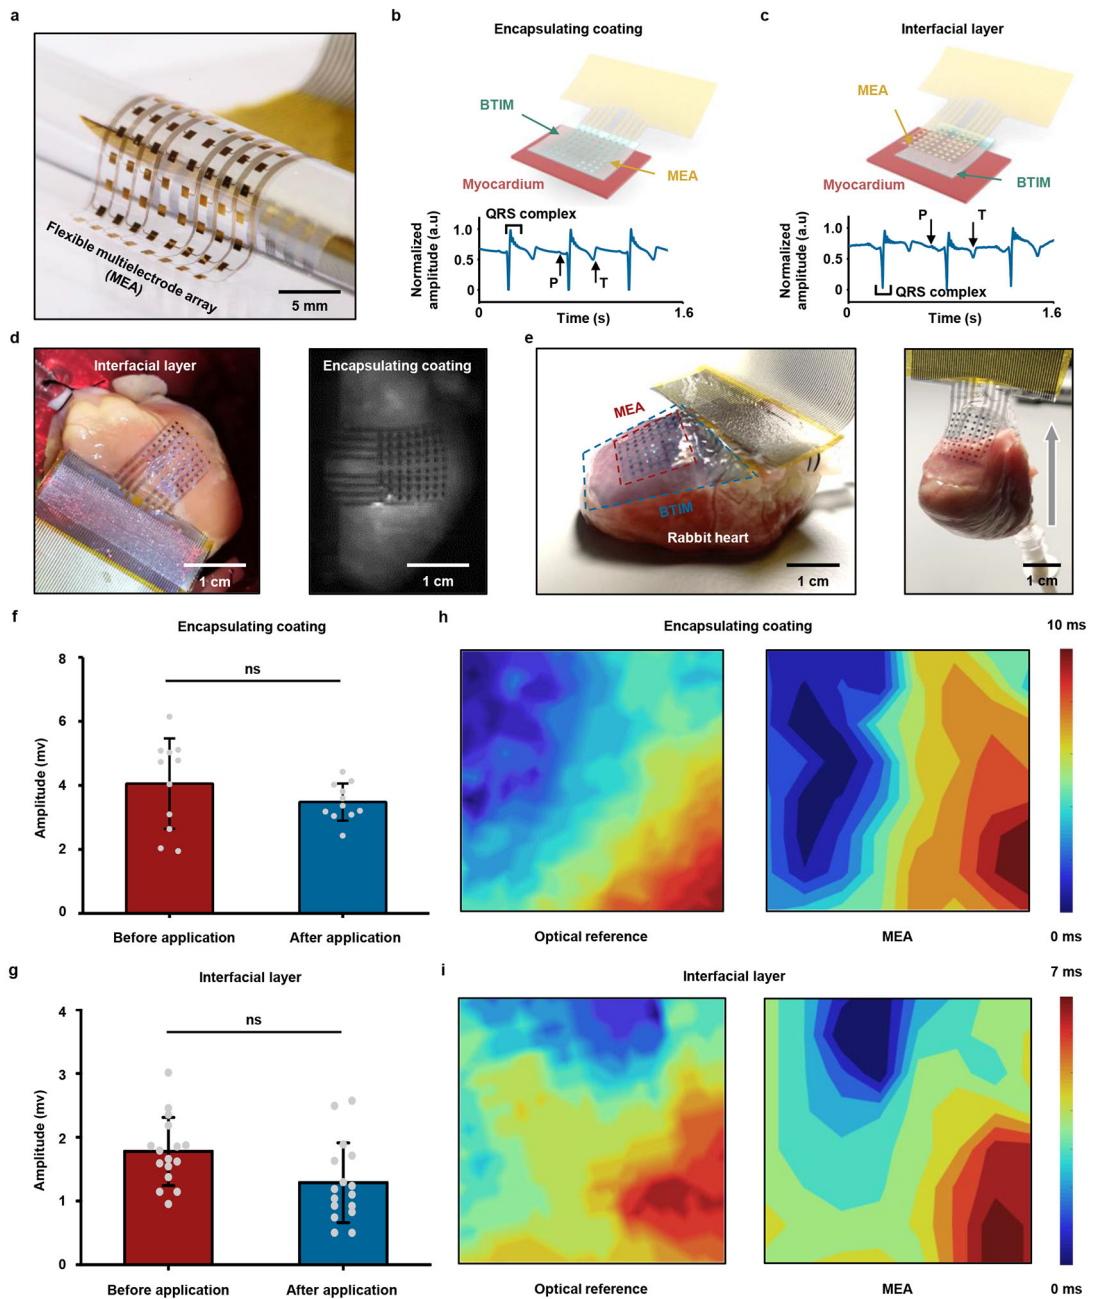 a
Flexible multielectrode array
(MEA)
5 mm
b
Encapsulating coating
BTIM
MEA
Myocardium
QRS complex
Normalized
amplitude (a.u)
1.0
0.5
0
P
T
0
Time (s)
1.6
c
Interfacial layer
MEA
Myocardium
BTIM
P
T
Normalized
amplitude (a.u)
1.0
0.5
0
QRS complex
0
Time (s)
1.6
d
Interfacial layer
1 cm
Encapsulating coating
1 cm
e
MEA
BTIM
Rabbit heart
1 cm
1 cm
f
Encapsulating coating
ns
Amplitude (mv)
8
6
4
2
0
Before application
After application
g
Interfacial layer
ns
Amplitude (mv)
4
3
2
1
0
Before application
After application
h
Encapsulating coating
10 ms
Optical reference
MEA
0 ms
i
Interfacial layer
7 ms
Optical reference
MEA
0 ms